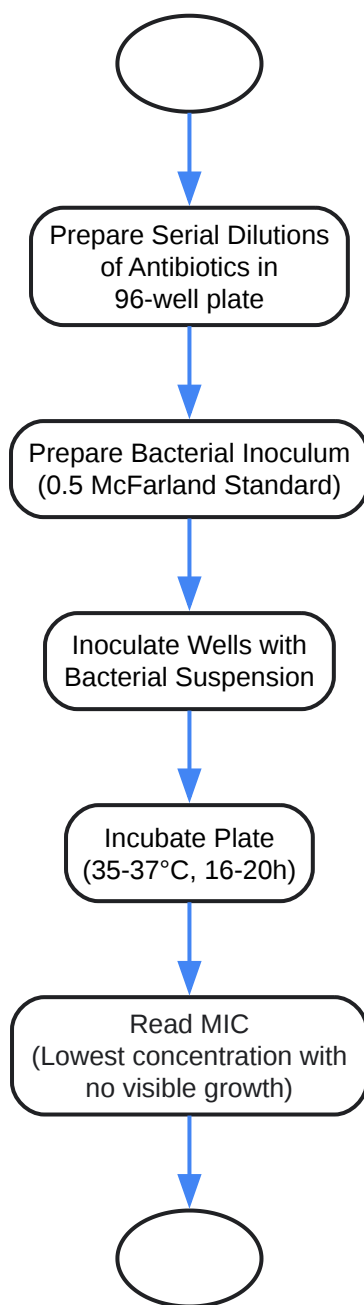 Prepare Serial Dilutions
of Antibiotics in
96-well plate
Prepare Bacterial Inoculum
(0.5 McFarland Standard)
Inoculate Wells with
Bacterial Suspension
Incubate Plate
(35-37°C, 16-20h)
Read MIC
(Lowest concentration with
no visible growth)